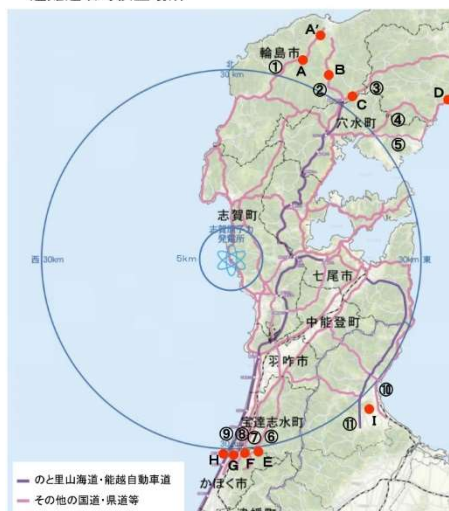 A'
輪島市
①
A
B
北
30km
②
③
C
D
穴水町
④
⑤
志賀町
志賀原子力
発電所
5km
西 30km
30km 東
七尾市
中能登町
羽咋市
⑩
宝達志水町
I
⑪
⑨
⑧
⑦
⑥
H
G
F
E
かほく市
のと里山海道・能越自動車道
その他の国道・県道等